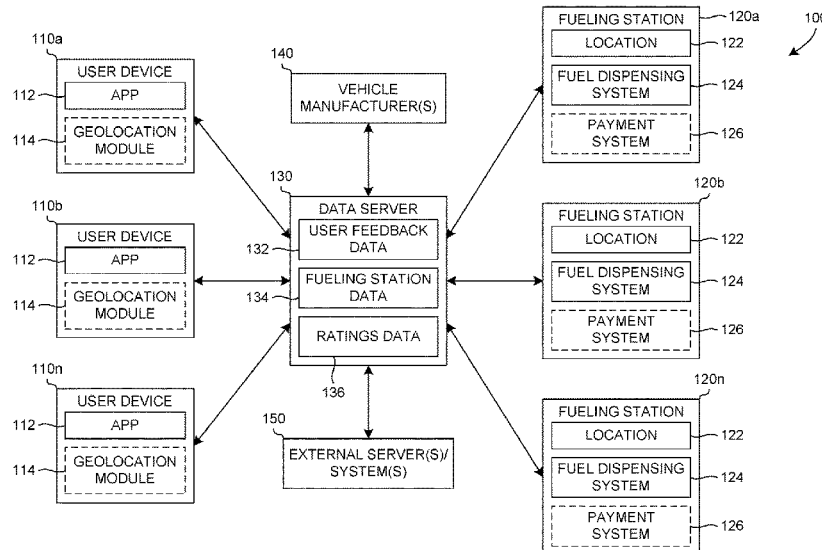 110a
USER DEVICE
112
APP
114
GEOLOCATION
MODULE
110b
USER DEVICE
112
APP
114
GEOLOCATION
MODULE
110n
USER DEVICE
112
APP
114
GEOLOCATION
MODULE
140
VEHICLE
MANUFACTURER(S)
130
DATA SERVER
USER FEEDBACK
DATA
132
FUELING STATION
DATA
134
RATINGS DATA
136
150
EXTERNAL SERVER(S)/
SYSTEM(S)
FUELING STATION
120a
LOCATION
122
FUEL DISPENSING
SYSTEM
124
PAYMENT
SYSTEM
126
120b
FUELING STATION
LOCATION
122
FUEL DISPENSING
SYSTEM
124
PAYMENT
SYSTEM
126
120n
FUELING STATION
LOCATION
122
FUEL DISPENSING
SYSTEM
124
PAYMENT
SYSTEM
126